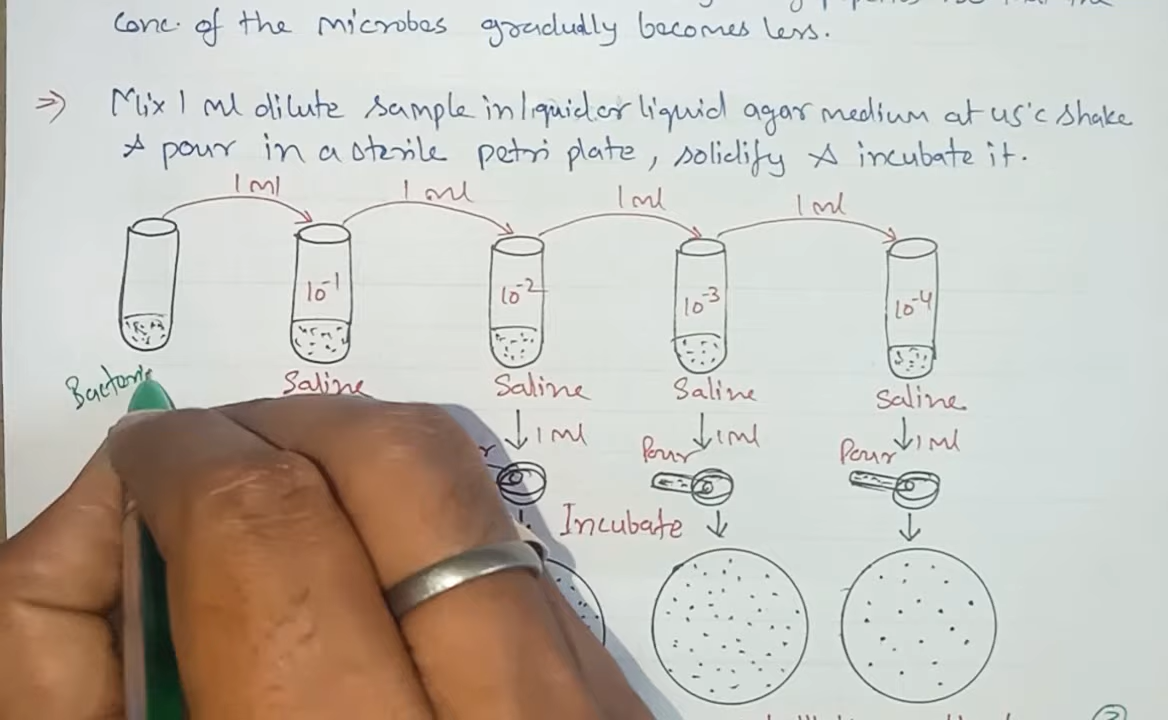 conc. of the microbes gradually becomes less.
⇒ Mix 1 ml dilute sample in liquid or liquid agar medium at 45°c shake
& pour in a sterile petri plate, solidify & incubate it.
1 ml 1 ml 1 ml 1 ml
10⁻¹ 10⁻² 10⁻³ 10⁻⁴
Bacteri
Saline Saline Saline Saline
1 ml 1 ml 1 ml
Pour Pour
Incubate